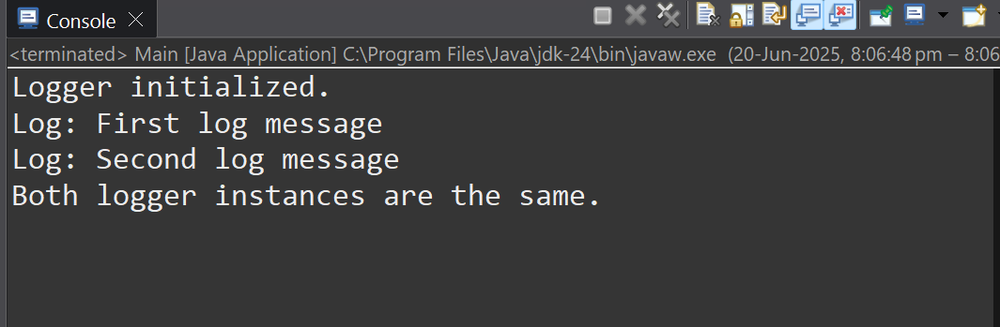 Console
<terminated> Main [Java Application] C:\Program Files\Java\jdk-24\bin\javaw.exe (20-Jun-2025, 8:06:48 pm – 8:06
Logger initialized.
Log: First log message
Log: Second log message
Both logger instances are the same.